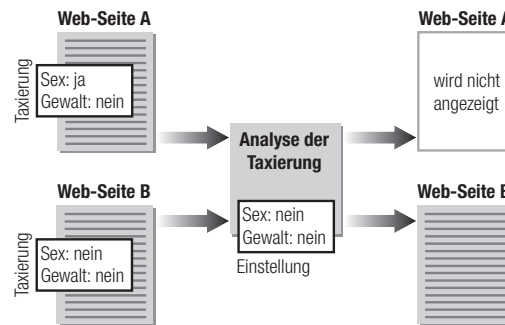 Web-Seite A
Taxierung
Sex: ja
Gewalt: nein
Web-Seite A
wird nicht
angezeigt
Analyse der
Taxierung
Sex: nein
Gewalt: nein
Einstellung
Web-Seite B
Taxierung
Sex: nein
Gewalt: nein
Web-Seite B